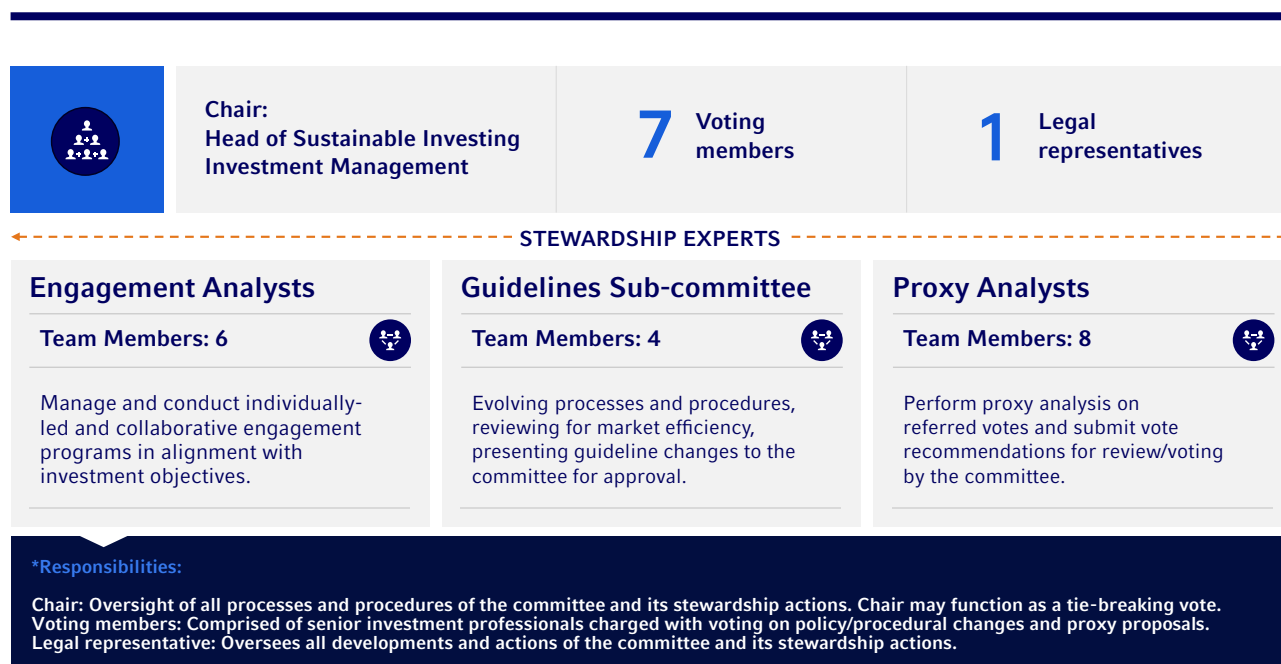 Chair:
Head of Sustainable Investing
Investment Management
7
Voting
members
1
Legal
representatives
STEWARDSHIP EXPERTS
Engagement Analysts
Team Members: 6
Manage and conduct individually-
led and collaborative engagement
programs in alignment with
investment objectives.
Guidelines Sub-committee
Team Members: 4
Evolving processes and procedures,
reviewing for market efficiency,
presenting guideline changes to the
committee for approval.
Proxy Analysts
Team Members: 8
Perform proxy analysis on
referred votes and submit vote
recommendations for review/voting
by the committee.
*Responsibilities:
Chair: Oversight of all processes and procedures of the committee and its stewardship actions. Chair may function as a tie-breaking vote.
Voting members: Comprised of senior investment professionals charged with voting on policy/procedural changes and proxy proposals.
Legal representative: Oversees all developments and actions of the committee and its stewardship actions.